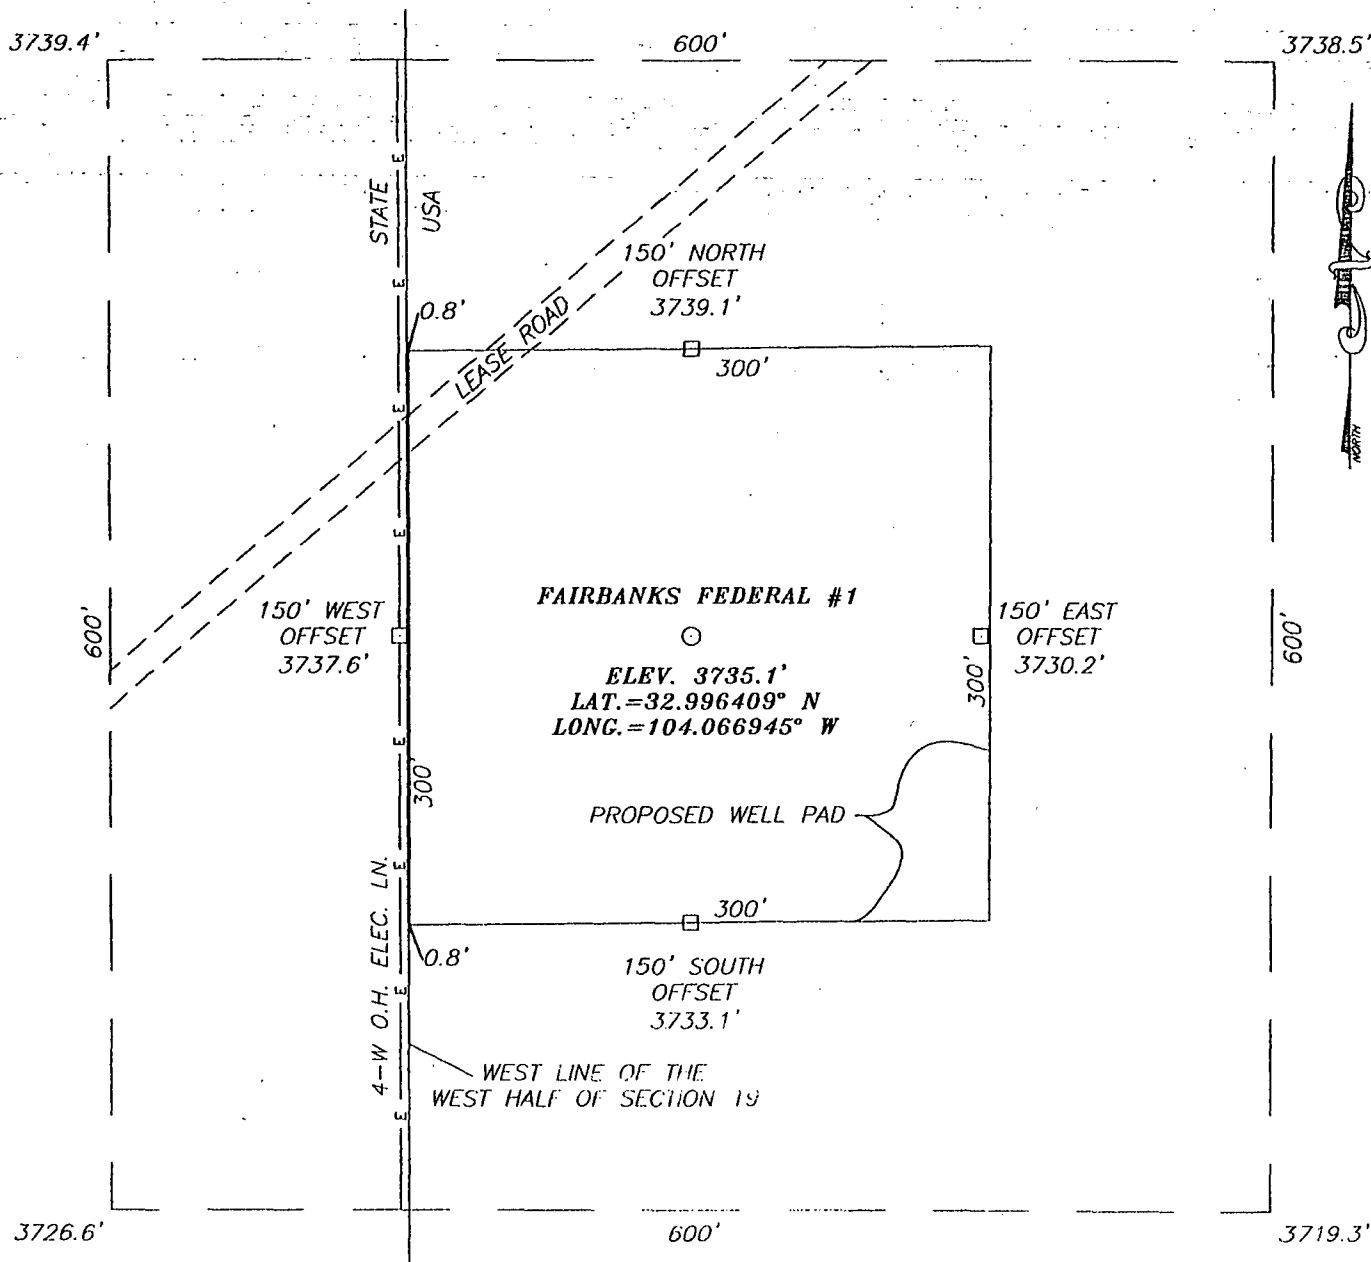 3739.4'
600'
3738.5'
STATE
USA
150' NORTH
OFFSET
3739.1'
0.8'
LEASE ROAD
300'
NORTH
E
E
E
E
E
E
E
E
FAIRBANKS FEDERAL #1
150' WEST
OFFSET
3737.6'
600'
150' EAST
OFFSET
3730.2'
300'
600'
ELEV. 3735.1'
LAT.=32.996409° N
LONG.=104.066945° W
300'
PROPOSED WELL PAD
4-W O.H. ELEC. LN.
300'
0.8'
150' SOUTH
OFFSET
3733.1'
WEST LINE OF THE
WEST HALF OF SECTION 19
3726.6'
600'
3719.3'